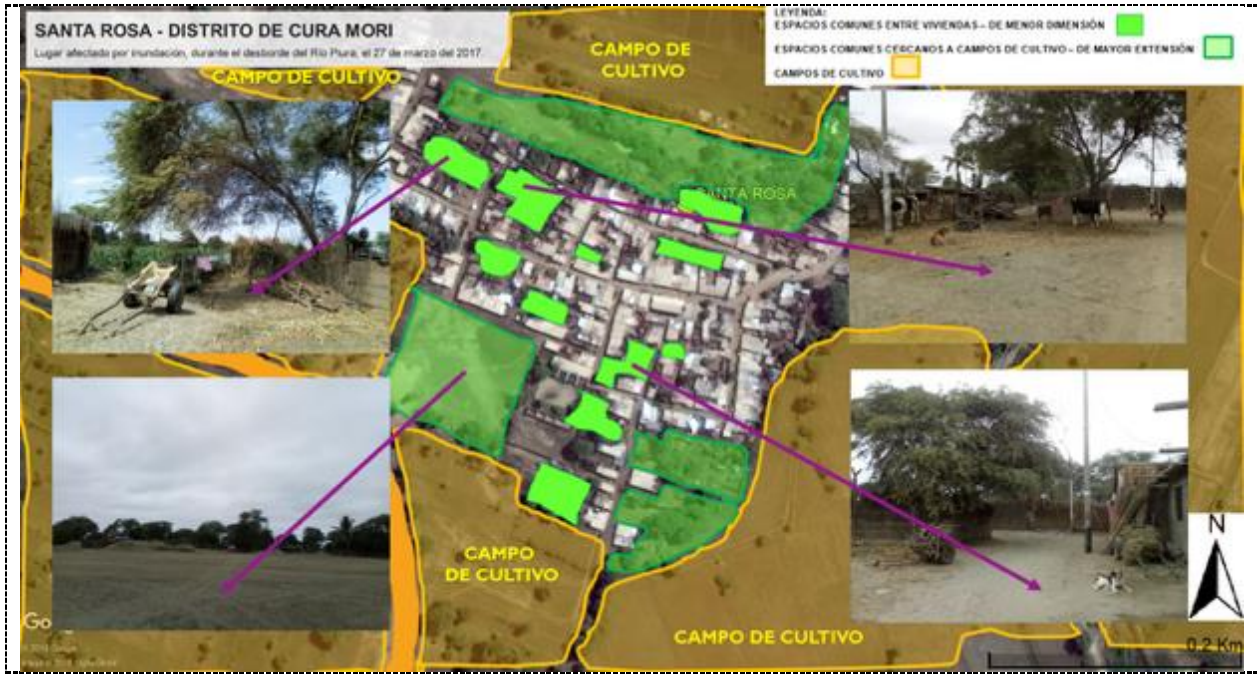 SANTA ROSA - DISTRITO DE CURA MORI
Lugar afectado por inundación, durante el desborde del Río Piura, el 27 de marzo del 2017.
LEYENDA:
ESPACIOS COMUNES ENTRE VIVIENDAS – DE MENOR DIMENSIÓN
ESPACIOS COMUNES CERCANOS A CAMPOS DE CULTIVO – DE MAYOR EXTENSIÓN
CAMPOS DE CULTIVO
CAMPO DE
CULTIVO
CAMPO DE CULTIVO
SANTA ROSA
CAMPO
DE CULTIVO
CAMPO DE CULTIVO
N
0.2 Km